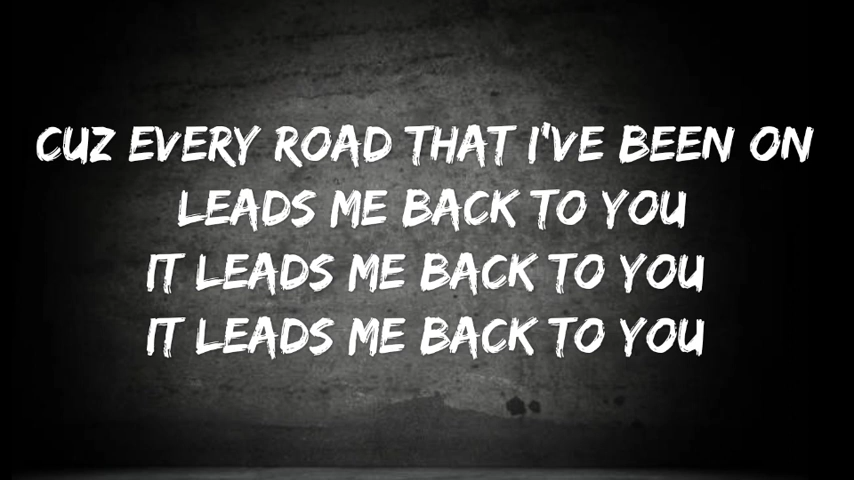 CUZ EVERY ROAD THAT I'VE BEEN ON
LEADS ME BACK TO YOU
IT LEADS ME BACK TO YOU
IT LEADS ME BACK TO YOU